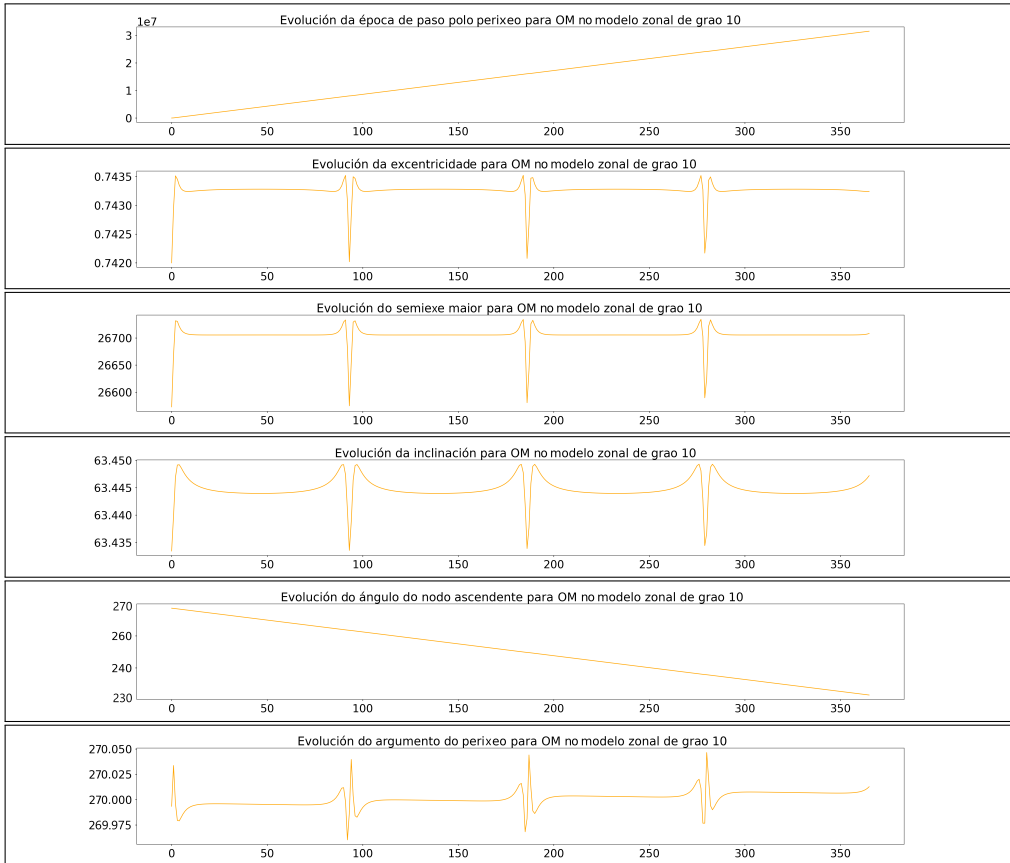 Evolución da época de paso polo perixeo para OM no modelo zonal de grao 10
1e7
3
2
1
0
0 50 100 150 200 250 300 350
Evolución da excentricidade para OM no modelo zonal de grao 10
0.7435
0.7430
0.7425
0.7420
0 50 100 150 200 250 300 350
Evolución do semiexe maior para OM no modelo zonal de grao 10
26700
26650
26600
0 50 100 150 200 250 300 350
Evolución da inclinación para OM no modelo zonal de grao 10
63.450
63.445
63.440
63.435
0 50 100 150 200 250 300 350
Evolución do ángulo do nodo ascendente para OM no modelo zonal de grao 10
270
260
240
230
0 50 100 150 200 250 300 350
Evolución do argumento do perixeo para OM no modelo zonal de grao 10
270.050
270.025
270.000
269.975
0 50 100 150 200 250 300 350